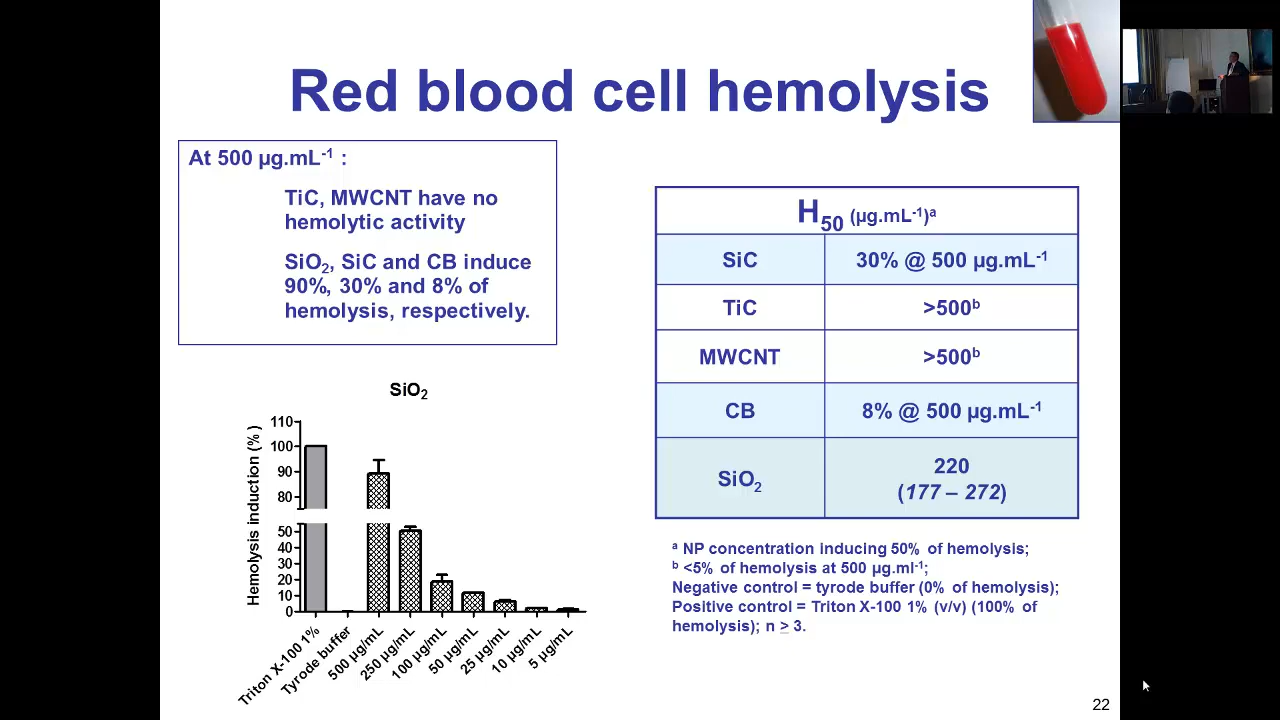 Red blood cell hemolysis
At 500 µg.mL⁻¹ :
TiC, MWCNT have no
hemolytic activity
SiO₂, SiC and CB induce
90%, 30% and 8% of
hemolysis, respectively.
H₅₀ (µg.mL⁻¹)ᵃ
SiC 30% @ 500 µg.mL⁻¹
TiC >500ᵇ
MWCNT >500ᵇ
CB 8% @ 500 µg.mL⁻¹
SiO₂ 220
(177 – 272)
ᵃ NP concentration inducing 50% of hemolysis;
ᵇ <5% of hemolysis at 500 µg.ml⁻¹;
Negative control = tyrode buffer (0% of hemolysis);
Positive control = Triton X-100 1% (v/v) (100% of
hemolysis); n ≥ 3.
SiO₂
Hemolysis induction (%)
110
100
90
80
50
40
30
20
10
0
Triton X-100 1%
Tyrode buffer
500 µg/mL
250 µg/mL
100 µg/mL
50 µg/mL
25 µg/mL
10 µg/mL
5 µg/mL
22